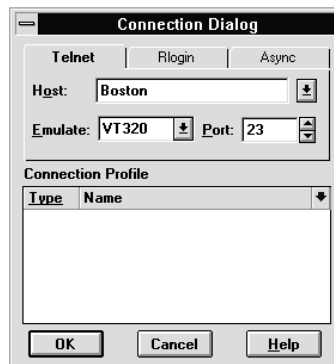 Connection Dialog
Telnet Rlogin Async
Host: Boston
Emulate: VT320 Port: 23
Connection Profile
Type Name
OK Cancel Help